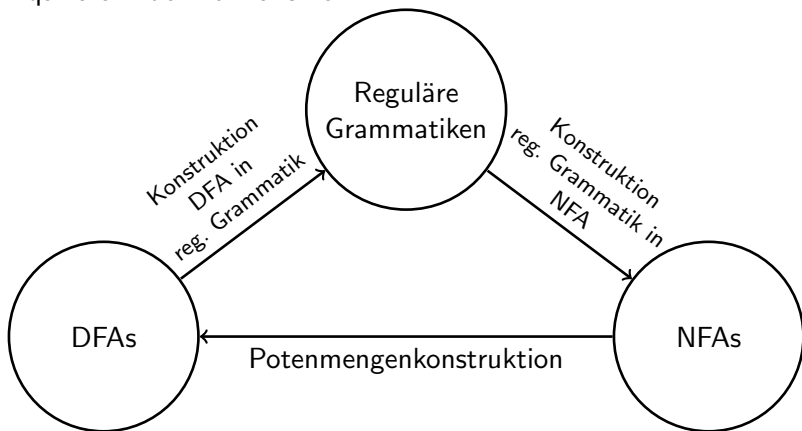 Reguläre
Grammatiken
Konstruktion
DFA in
reg. Grammatik
Konstruktion
reg. Grammatik in
NFA
DFAs
NFAs
Potenmengenkonstruktion